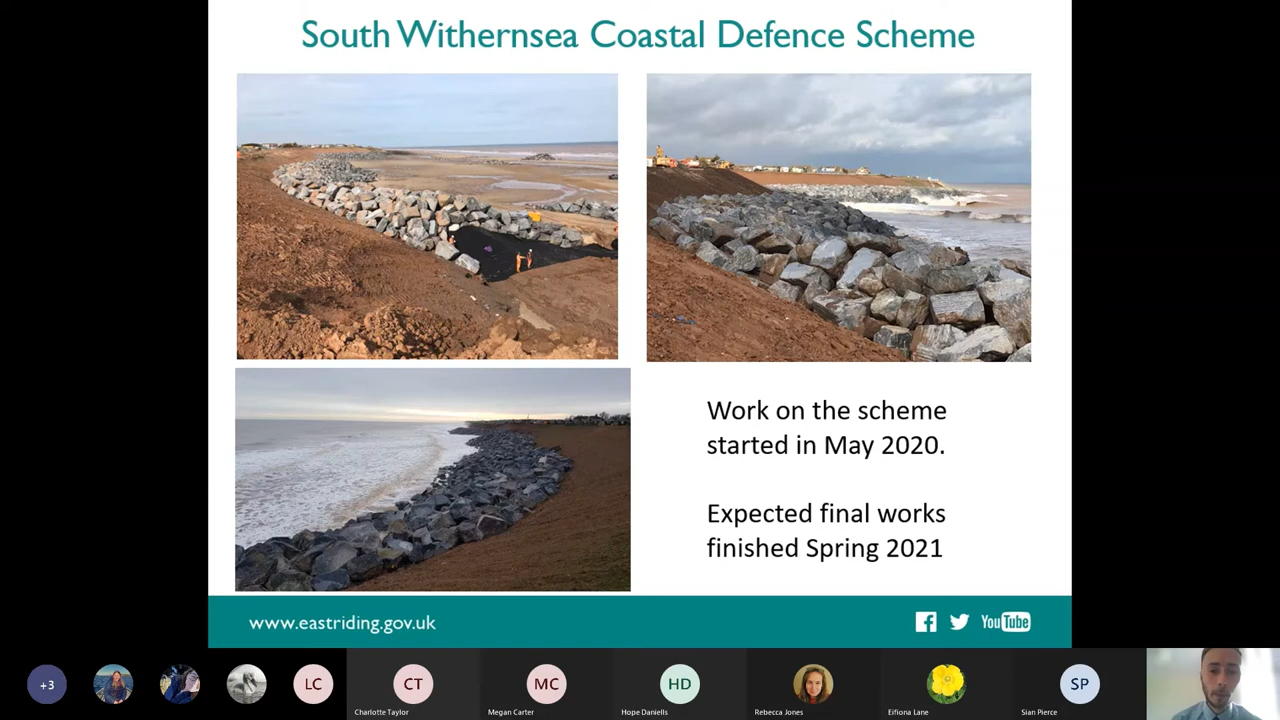 South Withernsea Coastal Defence Scheme
Work on the scheme
started in May 2020.
Expected final works
finished Spring 2021
www.eastriding.gov.uk
YouTube
+3
LC
CT
MC
HD
SP
Charlotte Taylor
Megan Carter
Hope Daniells
Rebecca Jones
Eifiona Lane
Sian Pierce